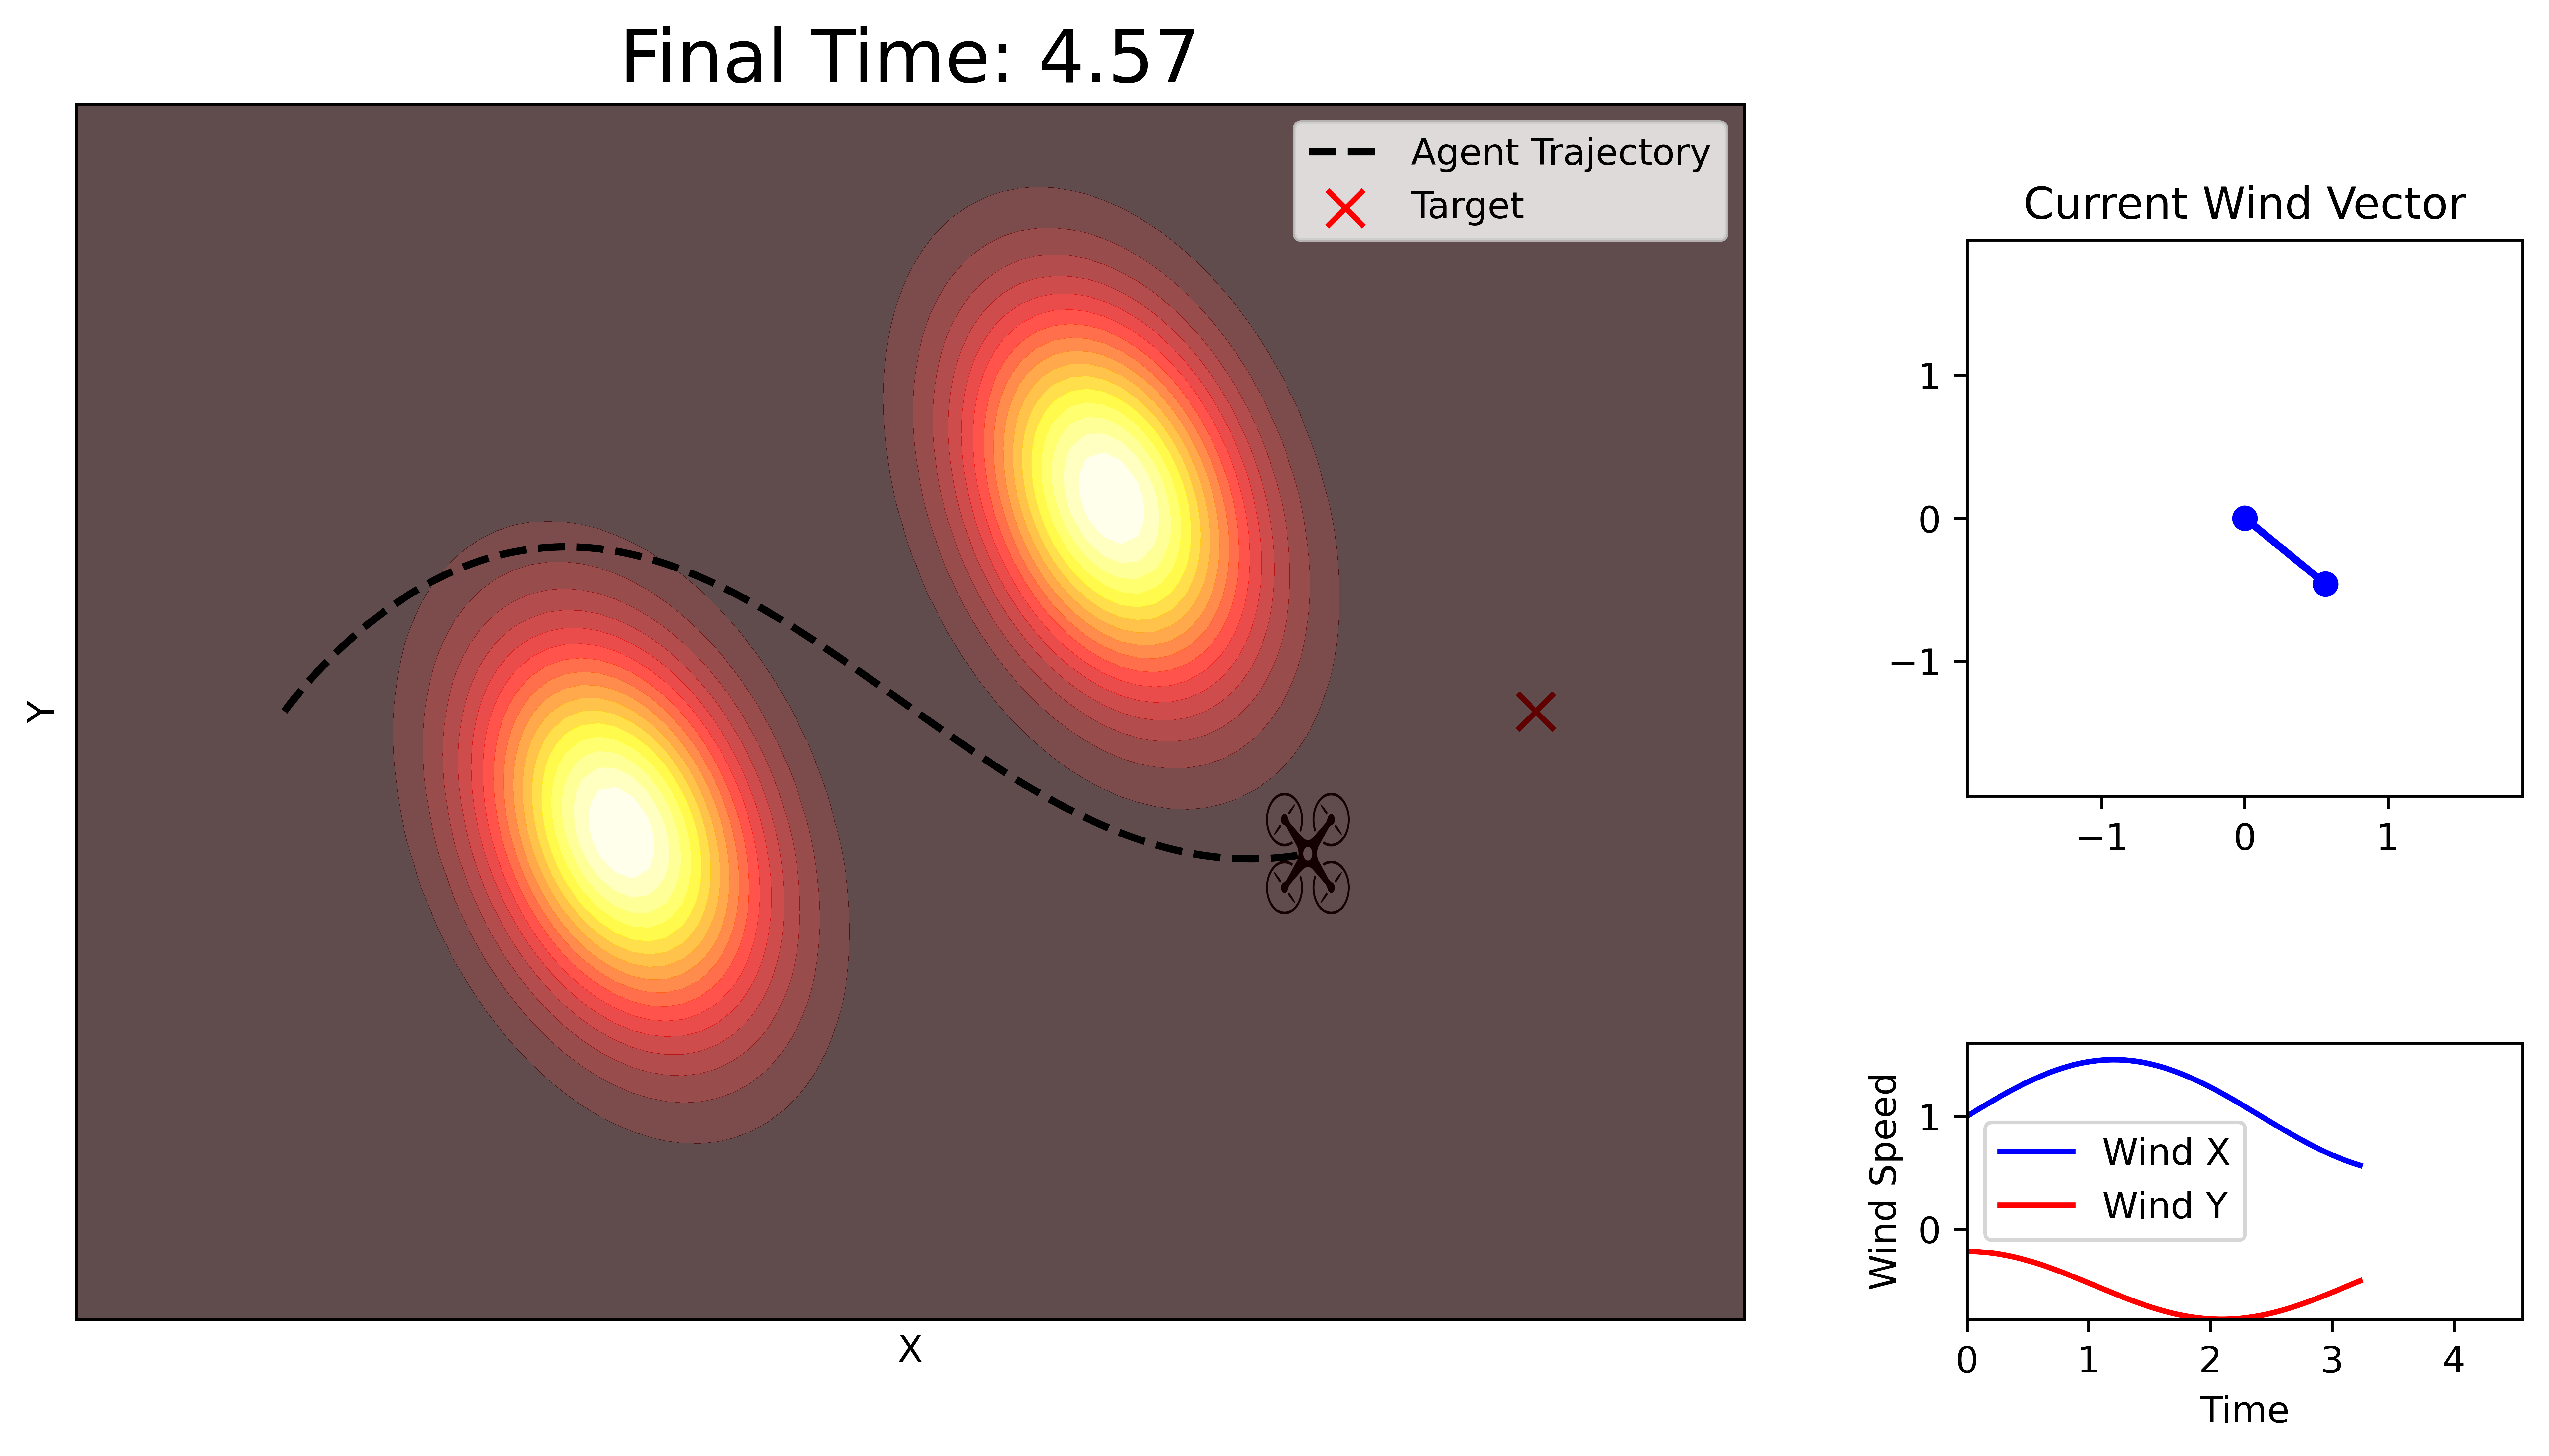 Final Time: 4.57
Agent Trajectory
Target
Y
X
Current Wind Vector
1
0
−1
−1
0
1
Wind Speed
1
0
Wind X
Wind Y
0
1
2
3
4
Time